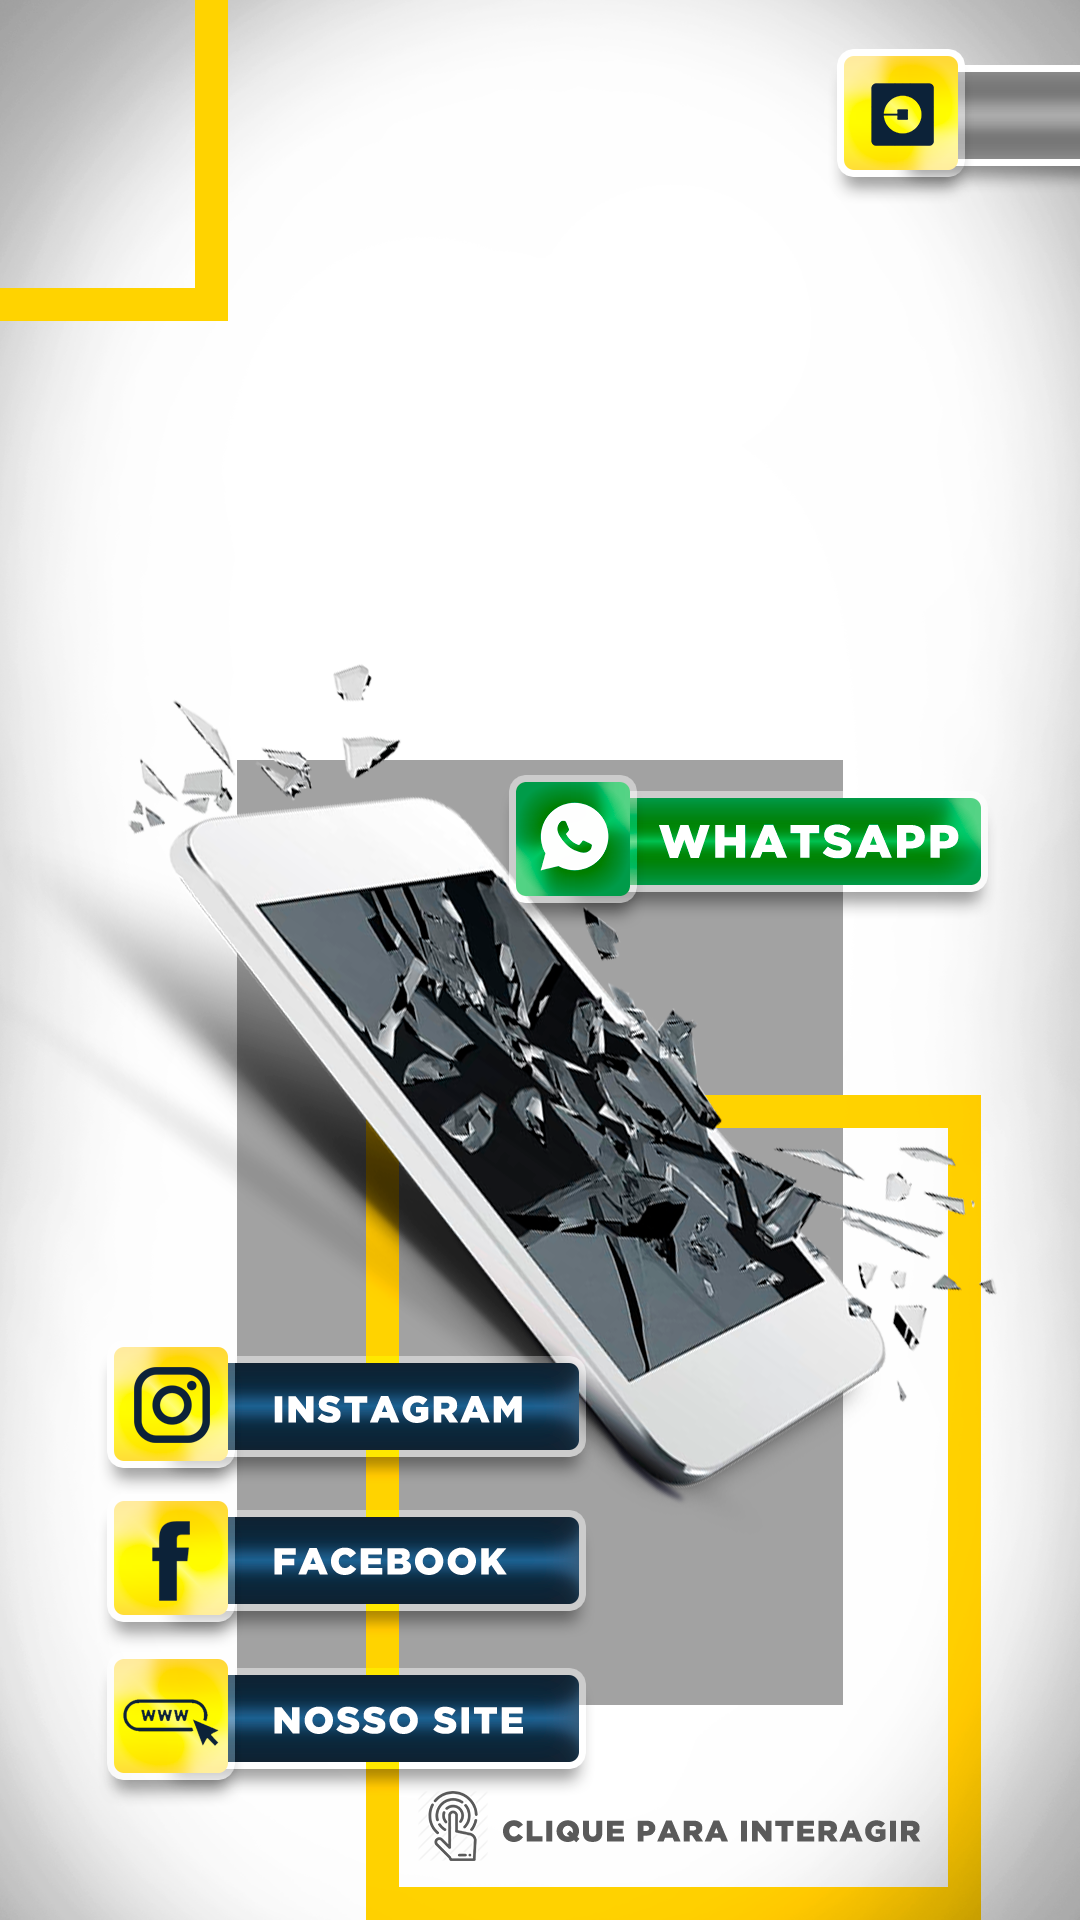 WHATSAPP
INSTAGRAM
FACEBOOK
WWW
NOSSO SITE
CLIQUE PARA INTERAGIR